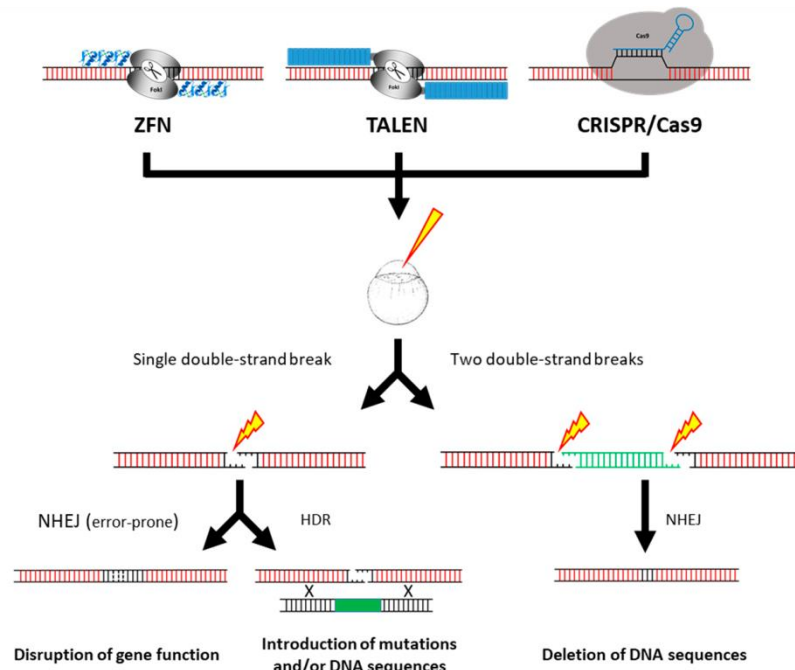 Cas9
FokI
FokI
ZFN
TALEN
CRISPR/Cas9
Single double-strand break
Two double-strand breaks
NHEJ (error-prone)
HDR
NHEJ
X
X
Disruption of gene function
Introduction of mutations
and/or DNA sequences
Deletion of DNA sequences